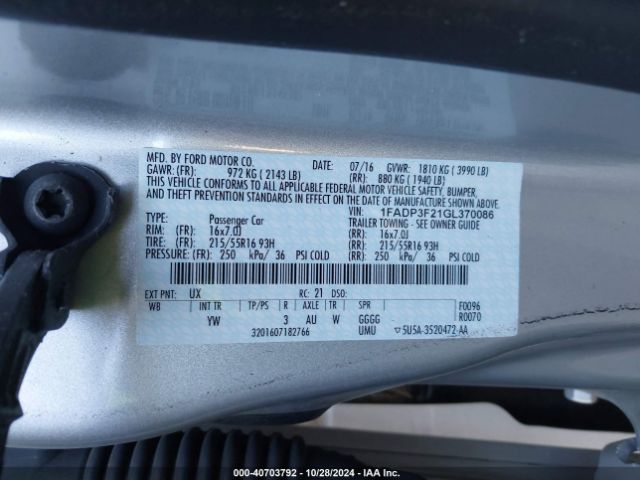 MFD. BY FORD MOTOR CO. DATE: 07/16 GVWR: 1810 KG ( 3990 LB)
GAWR: (FR): 972 KG ( 2143 LB) (RR): 880 KG ( 1940 LB)
THIS VEHICLE CONFORMS TO ALL APPLICABLE FEDERAL MOTOR VEHICLE SAFETY, BUMPER,
AND THEFT PREVENTION STANDARDS IN EFFECT ON THE DATE OF MANUFACTURE SHOWN ABOVE.
VIN: 1FADP3F21GL370086
TYPE: Passenger Car TRAILER TOWING - SEE OWNER GUIDE
RIM: (FR) 16x7.0J (RR): 16x7.0J
TIRE: (FR) 215/55R16 93H (RR): 215/55R16 93H
PRESSURE: (FR) 250 kPa/ 36 PSI COLD (RR) 250 kPa/ 36 PSI COLD
EXT PNT: UX RC: 21 DSO:
WB INT TR TP/PS R AXLE TR SPR F0096
YW 3 AU W GGGG R0070
3201607182766 UMU ▽5U5A-3520472-AA
000-40703792 - 10/28/2024 - IAA Inc.